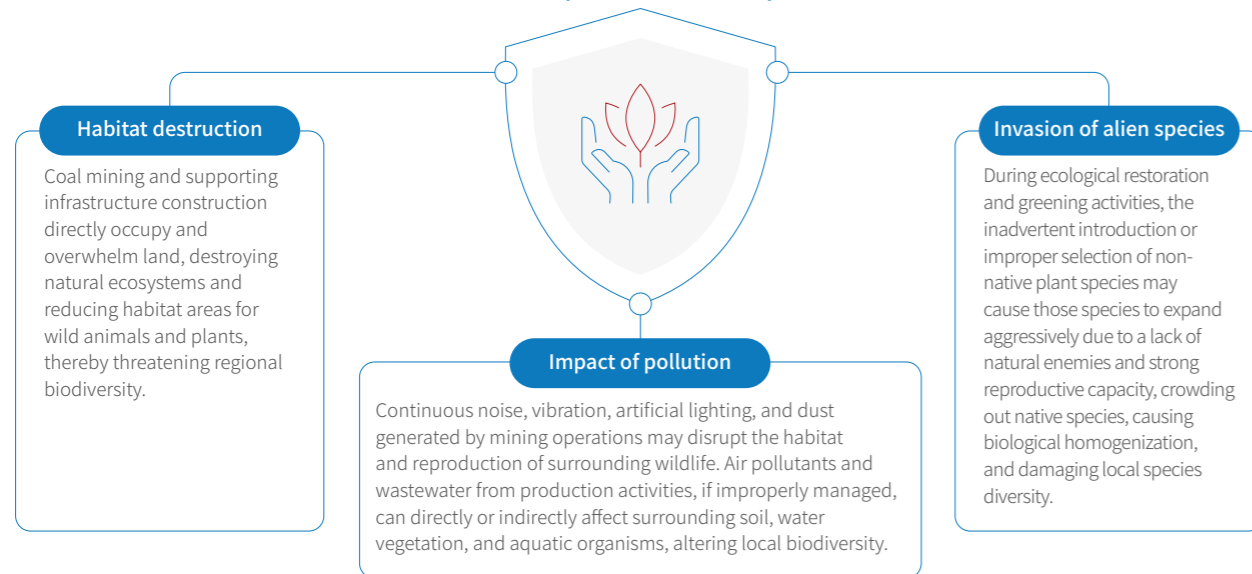 Habitat destruction
Coal mining and supporting
infrastructure construction
directly occupy and
overwhelm land, destroying
natural ecosystems and
reducing habitat areas for
wild animals and plants,
thereby threatening regional
biodiversity.
Impact of pollution
Continuous noise, vibration, artificial lighting, and dust
generated by mining operations may disrupt the habitat
and reproduction of surrounding wildlife. Air pollutants and
wastewater from production activities, if improperly managed,
can directly or indirectly affect surrounding soil, water
vegetation, and aquatic organisms, altering local biodiversity.
Invasion of alien species
During ecological restoration
and greening activities, the
inadvertent introduction or
improper selection of non-
native plant species may
cause those species to expand
aggressively due to a lack of
natural enemies and strong
reproductive capacity, crowding
out native species, causing
biological homogenization,
and damaging local species
diversity.